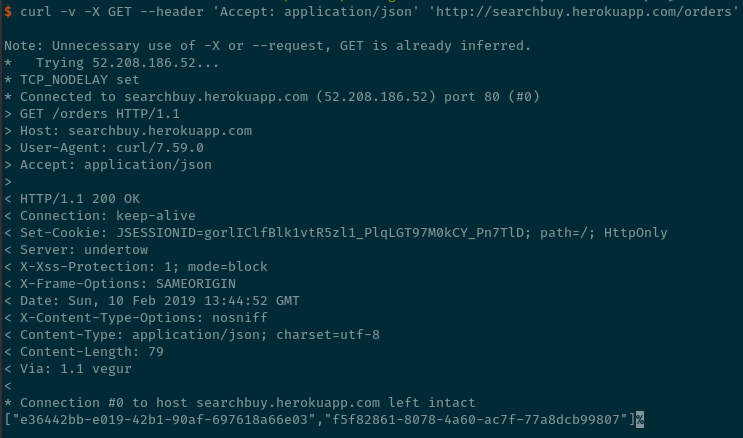 $ curl -v -X GET --header 'Accept: application/json' 'http://searchbuy.herokuapp.com/orders'
Note: Unnecessary use of -X or --request, GET is already inferred.
*   Trying 52.208.186.52...
* TCP_NODELAY set
* Connected to searchbuy.herokuapp.com (52.208.186.52) port 80 (#0)
> GET /orders HTTP/1.1
> Host: searchbuy.herokuapp.com
> User-Agent: curl/7.59.0
> Accept: application/json
>
< HTTP/1.1 200 OK
< Connection: keep-alive
< Set-Cookie: JSESSIONID=gorlIClfBlk1vtR5zl1_PlqLGT97M0kCY_Pn7TlD; path=/; HttpOnly
< Server: undertow
< X-Xss-Protection: 1; mode=block
< X-Frame-Options: SAMEORIGIN
< Date: Sun, 10 Feb 2019 13:44:52 GMT
< X-Content-Type-Options: nosniff
< Content-Type: application/json; charset=utf-8
< Content-Length: 79
< Via: 1.1 vegur
<
* Connection #0 to host searchbuy.herokuapp.com left intact
["e36442bb-e019-42b1-90af-697618a66e03","f5f82861-8078-4a60-ac7f-77a8dcb99807"]%